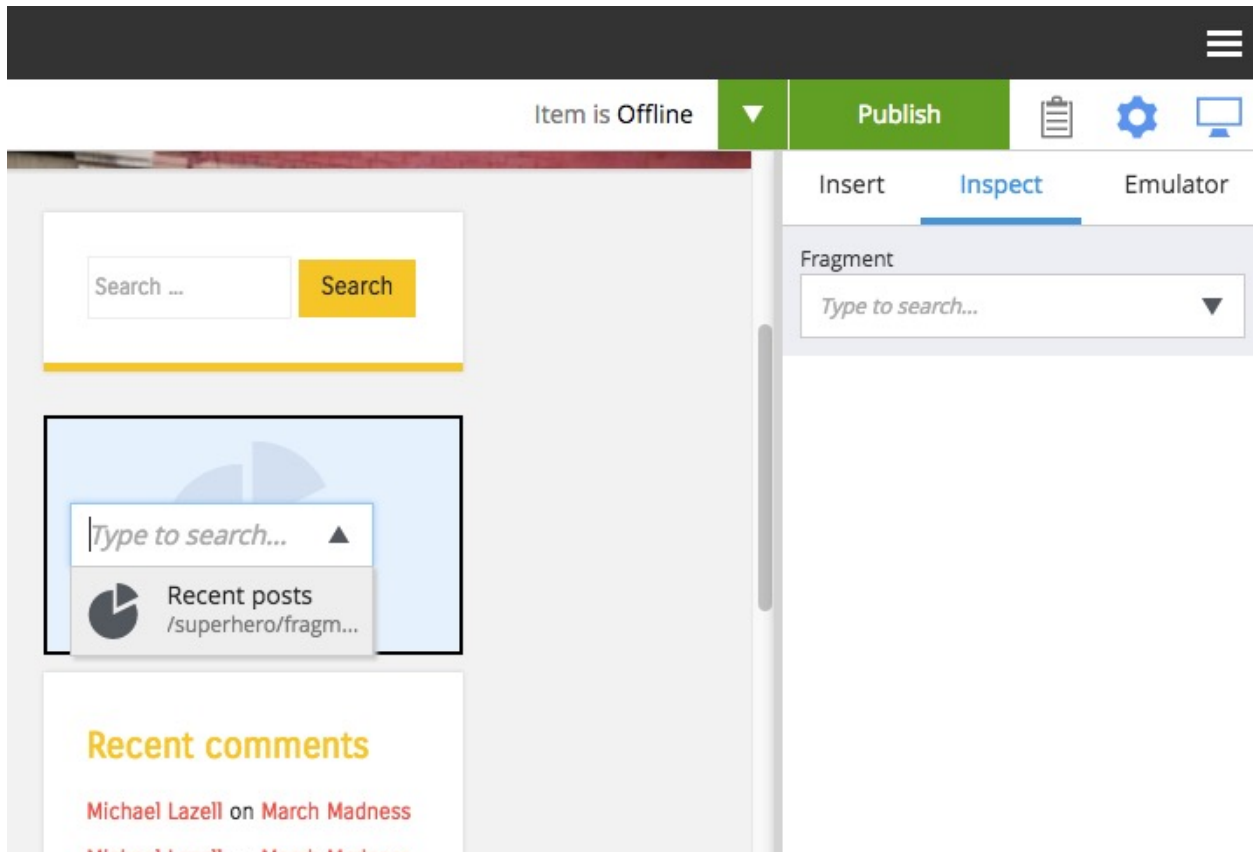 Item is Offline
Publish
Insert
Inspect
Emulator
Fragment
Type to search...
Search ...
Search
Type to search...
Recent posts
/superhero/fragm...
Recent comments
Michael Lazell on March Madness